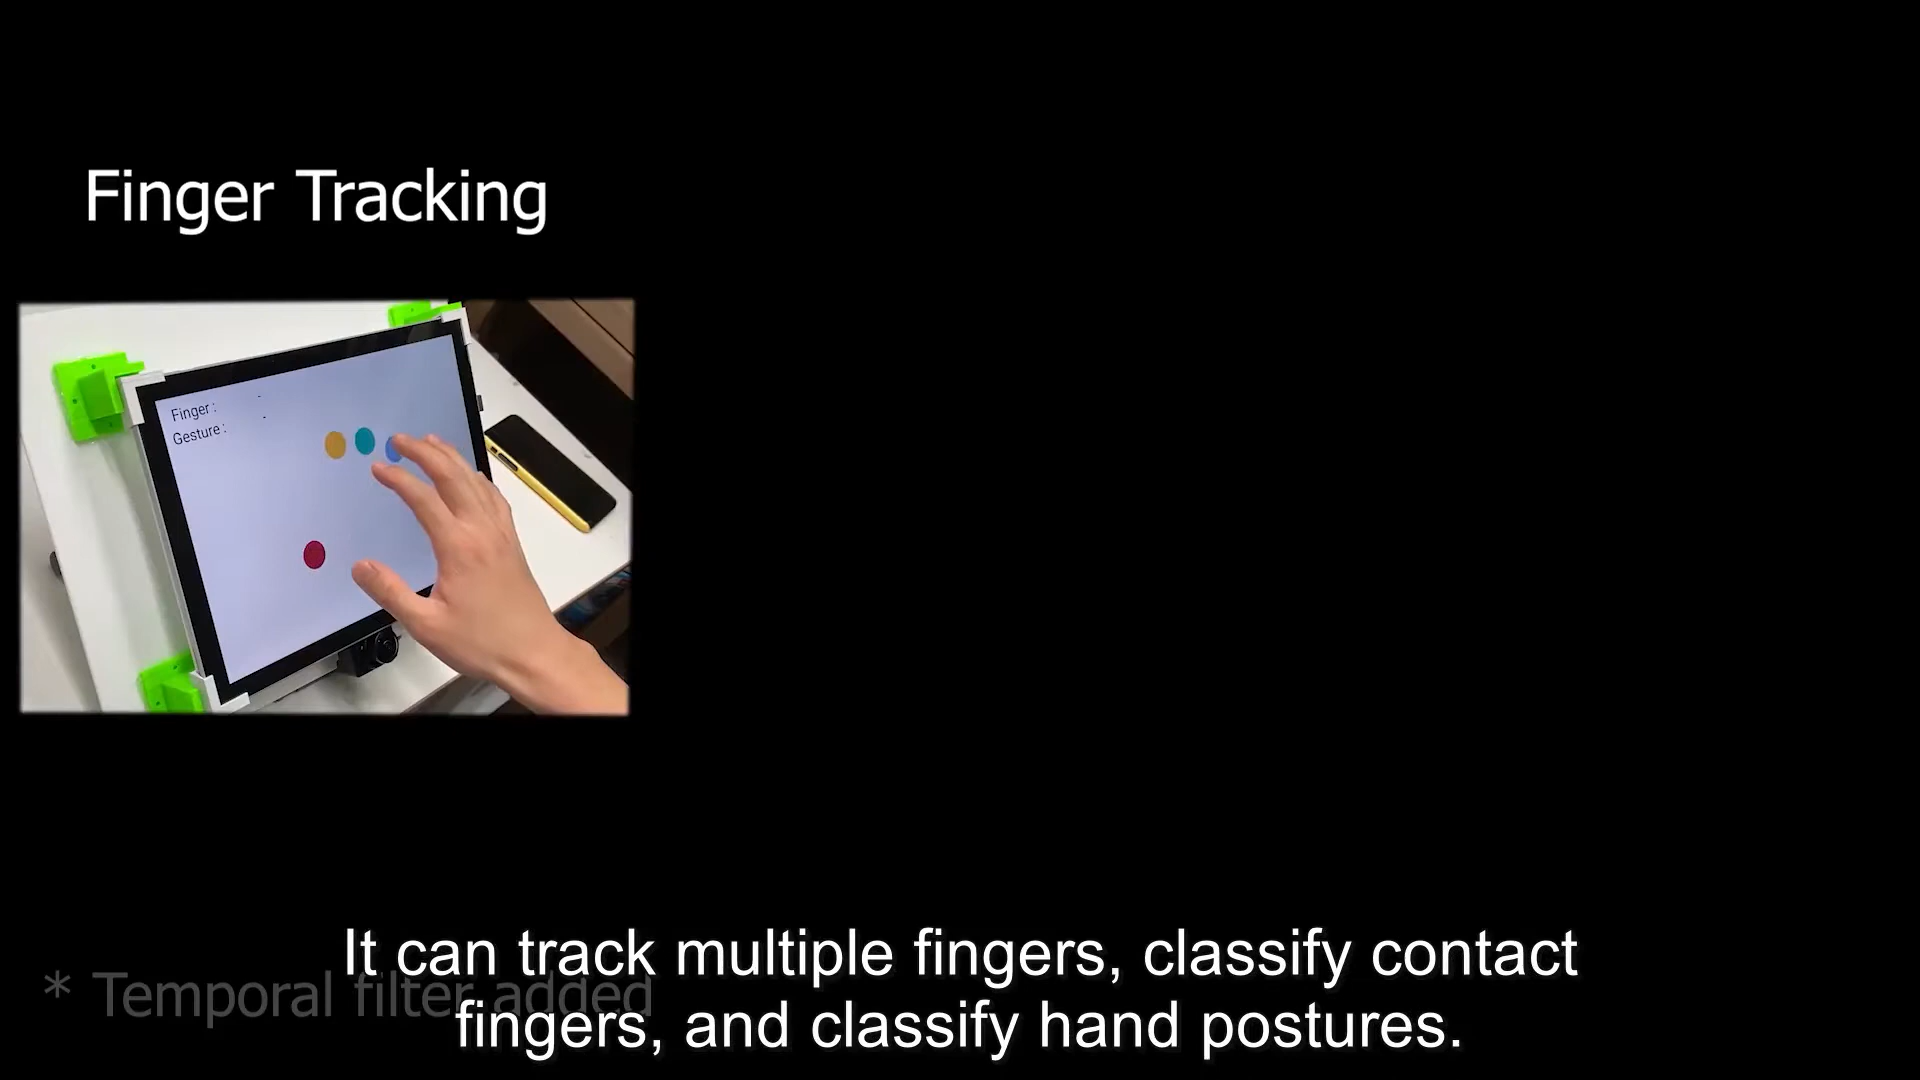 Finger Tracking
Finger: -
Gesture: -
It can track multiple fingers, classify contact
fingers, and classify hand postures.
* Temporal filter added